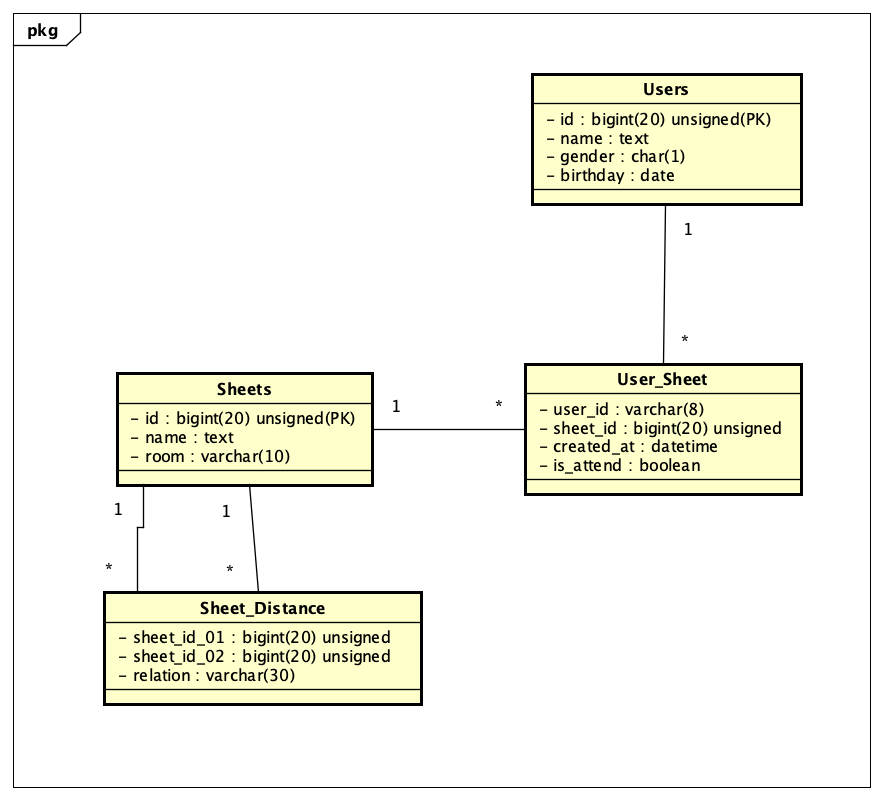 pkg
Users
- id : bigint(20) unsigned(PK)
- name : text
- gender : char(1)
- birthday : date
1
*
User_Sheet
- user_id : varchar(8)
- sheet_id : bigint(20) unsigned
- created_at : datetime
- is_attend : boolean
Sheets
- id : bigint(20) unsigned(PK)
- name : text
- room : varchar(10)
1
*
1
1
*
*
Sheet_Distance
- sheet_id_01 : bigint(20) unsigned
- sheet_id_02 : bigint(20) unsigned
- relation : varchar(30)